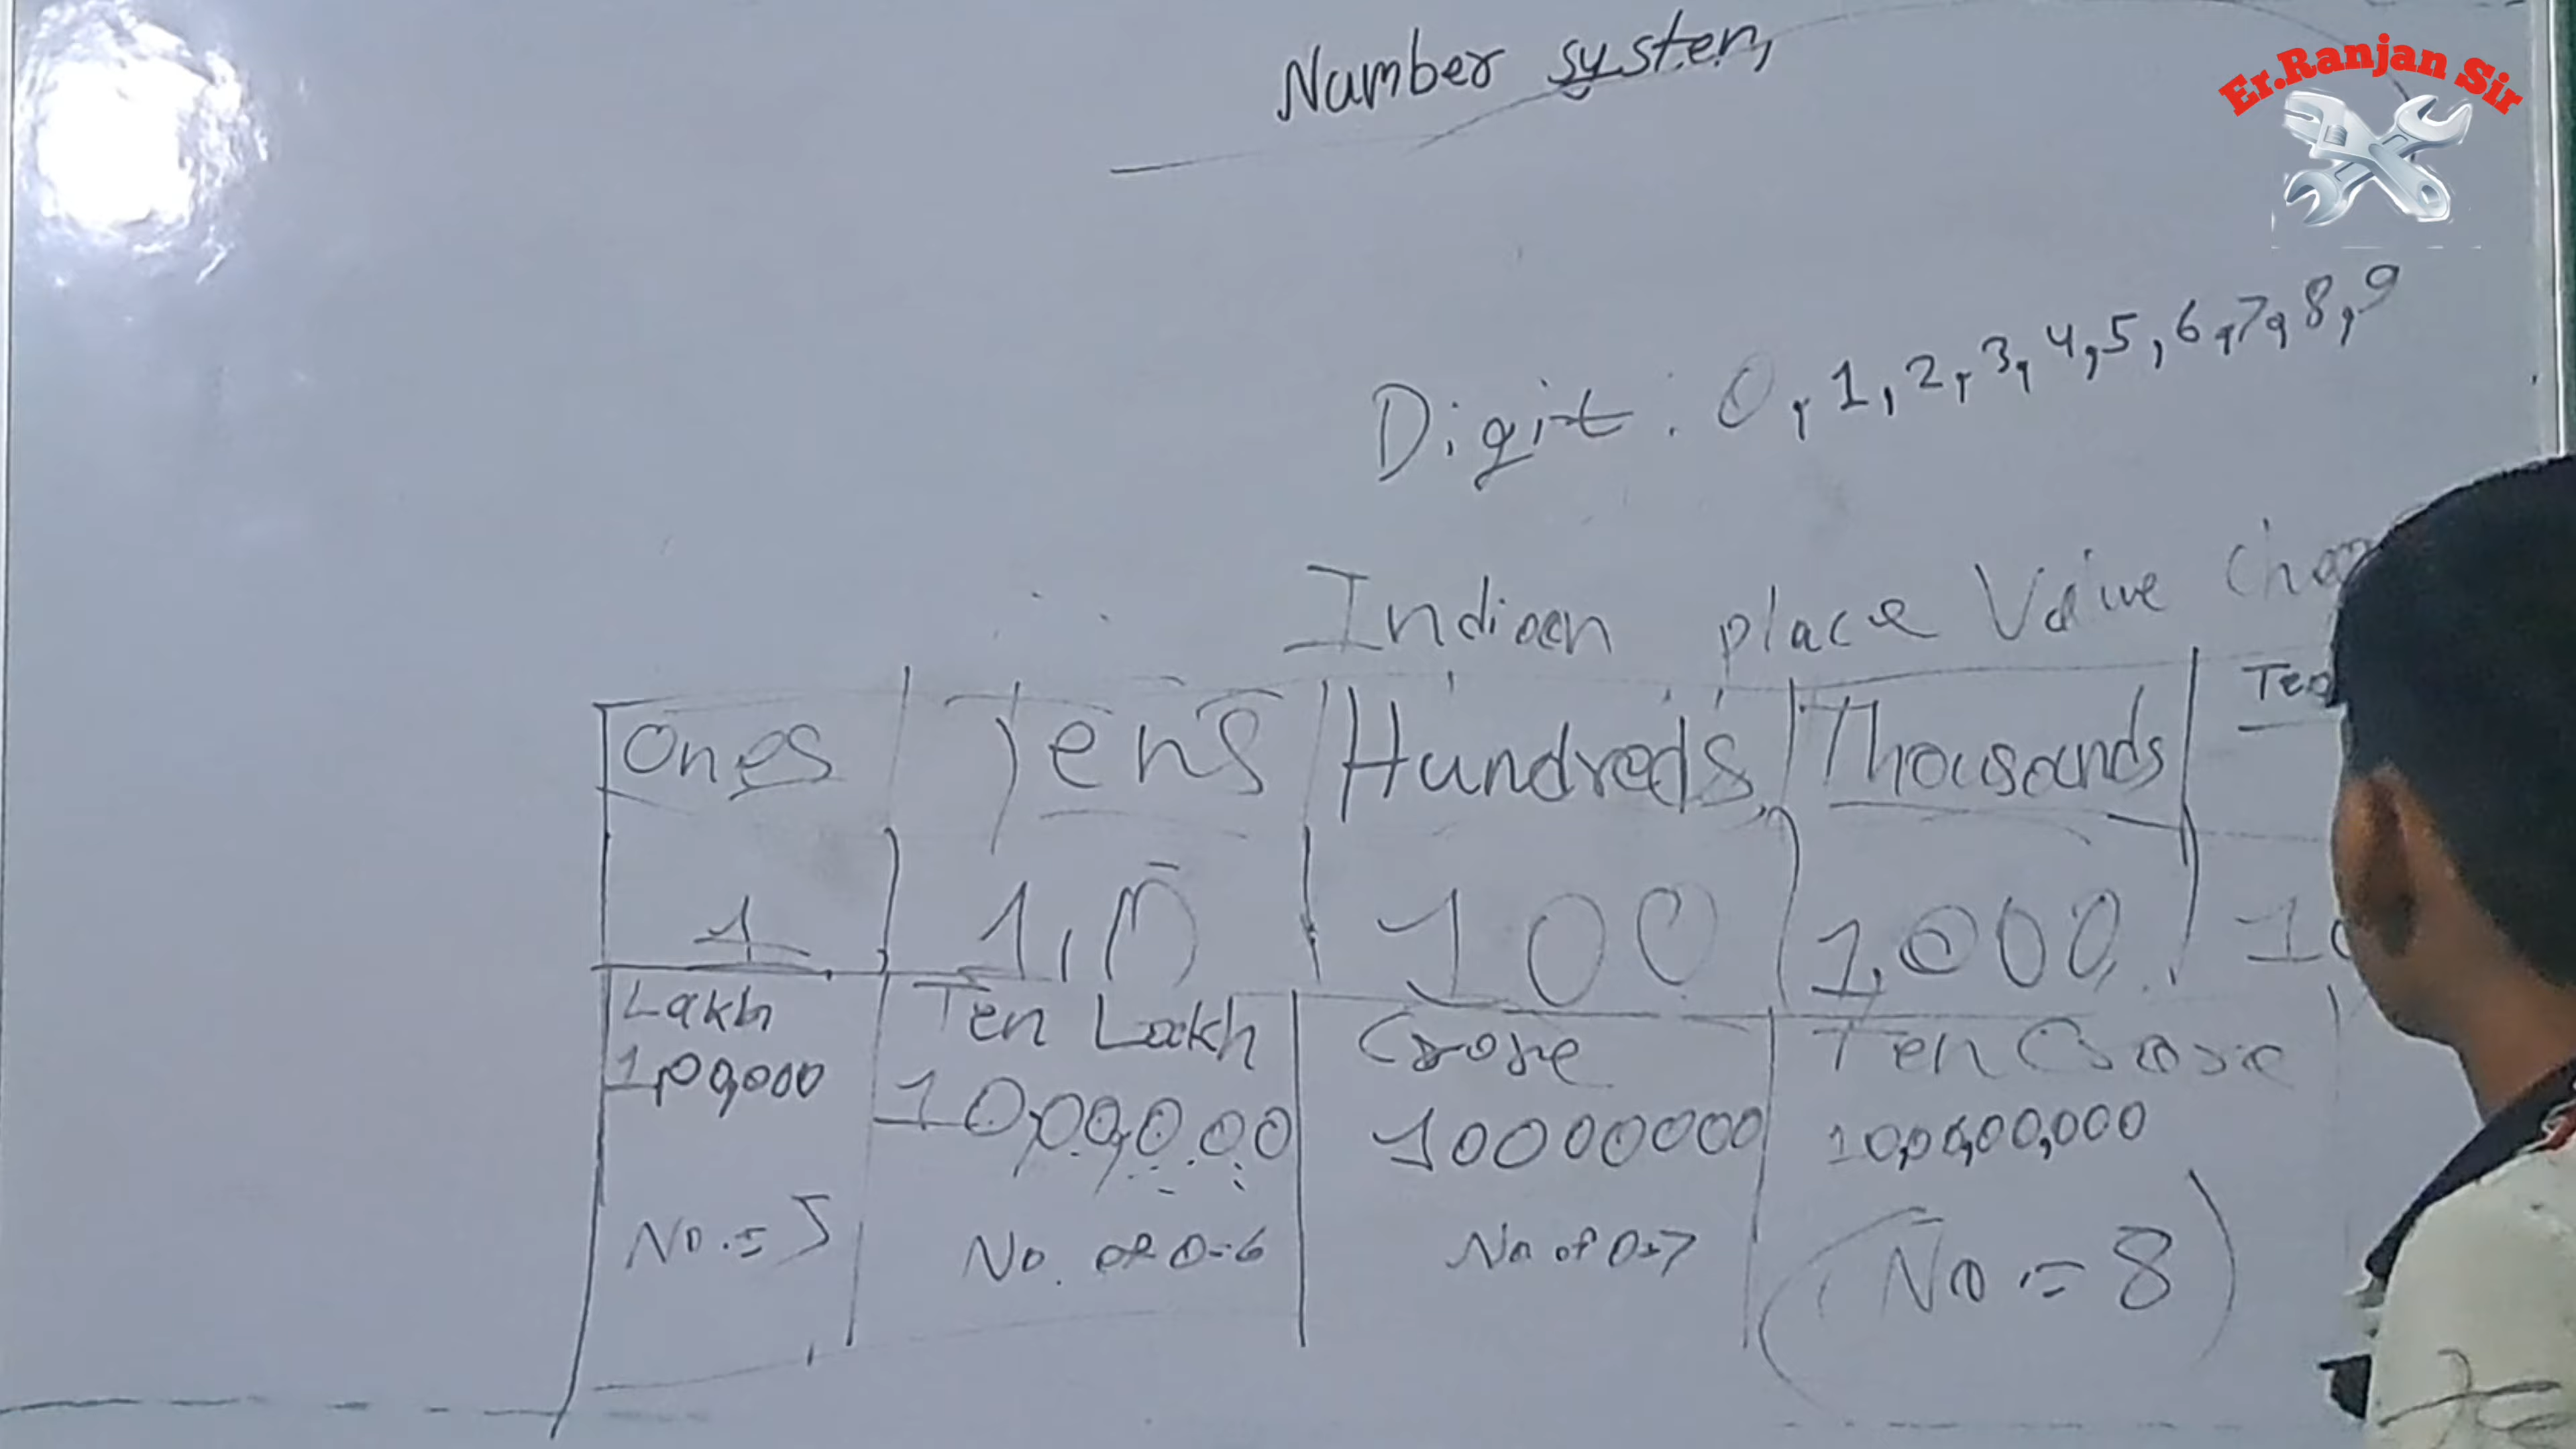 Number system
Er.Ranjan Sir
Digit : 0, 1, 2, 3, 4, 5, 6, 7, 8, 9
Indian place Value
Ones Tens Hundreds Thousands
1 10 100 1,000
Lakh Ten Lakh Crore Ten Crore
1,00,000 10,00,000 10000000 10,00,00,000
No.=5 No. of 0=6 No of 0=7 No.=8